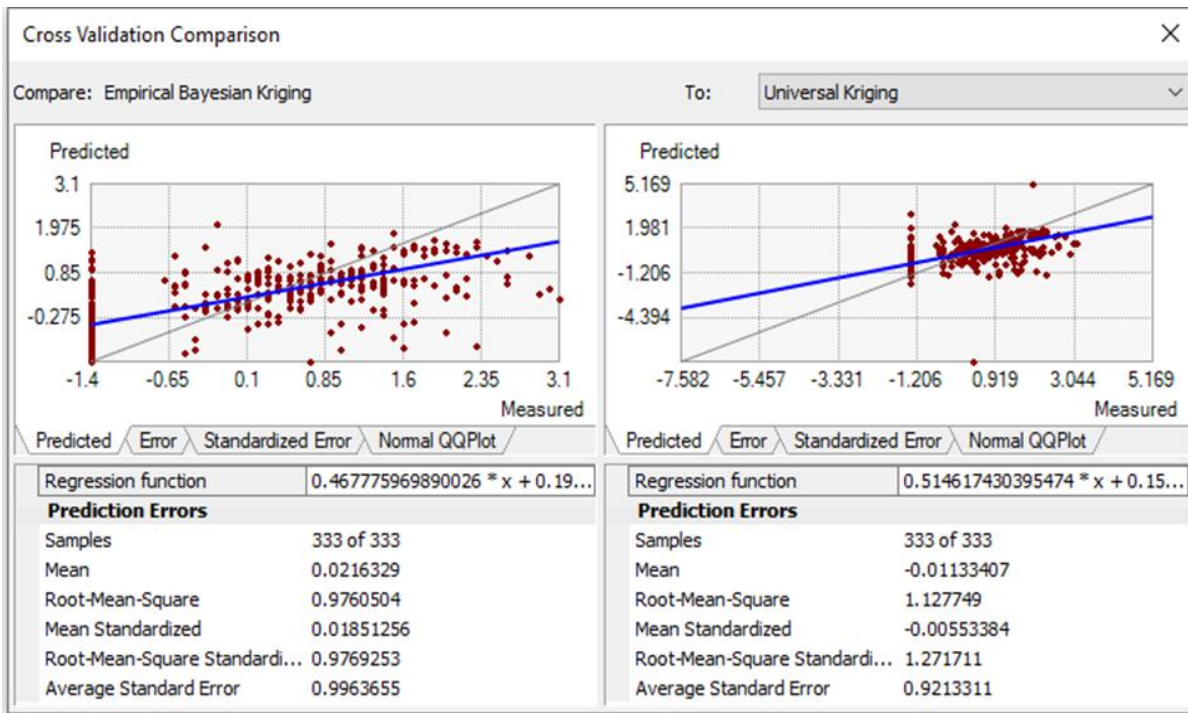 Cross Validation Comparison
Compare: Empirical Bayesian Kriging To: Universal Kriging
Predicted
3.1
1.975
0.85
-0.275
-1.4 -0.65 0.1 0.85 1.6 2.35 3.1
Measured
Predicted Error Standardized Error Normal QQPlot
Regression function 0.467775969890026 * x + 0.19...
Prediction Errors
Samples 333 of 333
Mean 0.0216329
Root-Mean-Square 0.9760504
Mean Standardized 0.01851256
Root-Mean-Square Standardi... 0.9769253
Average Standard Error 0.9963655
Predicted
5.169
1.981
-1.206
-4.394
-7.582 -5.457 -3.331 -1.206 0.919 3.044 5.169
Measured
Predicted Error Standardized Error Normal QQPlot
Regression function 0.514617430395474 * x + 0.15...
Prediction Errors
Samples 333 of 333
Mean -0.01133407
Root-Mean-Square 1.127749
Mean Standardized -0.00553384
Root-Mean-Square Standardi... 1.271711
Average Standard Error 0.9213311